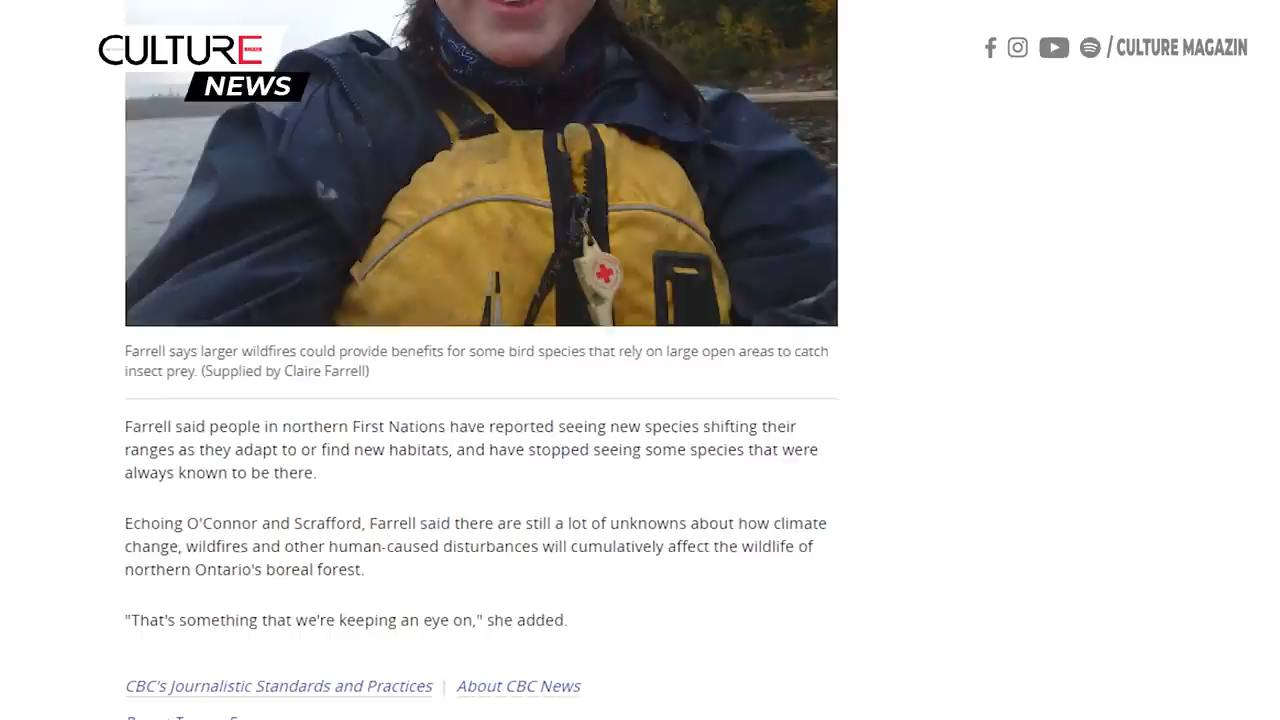 CULTURE
NEWS
/ CULTURE MAGAZIN
Farrell says larger wildfires could provide benefits for some bird species that rely on large open areas to catch
insect prey. (Supplied by Claire Farrell)
Farrell said people in northern First Nations have reported seeing new species shifting their
ranges as they adapt to or find new habitats, and have stopped seeing some species that were
always known to be there.
Echoing O'Connor and Scrafford, Farrell said there are still a lot of unknowns about how climate
change, wildfires and other human-caused disturbances will cumulatively affect the wildlife of
northern Ontario's boreal forest.
"That's something that we're keeping an eye on," she added.
CBC's Journalistic Standards and Practices | About CBC News